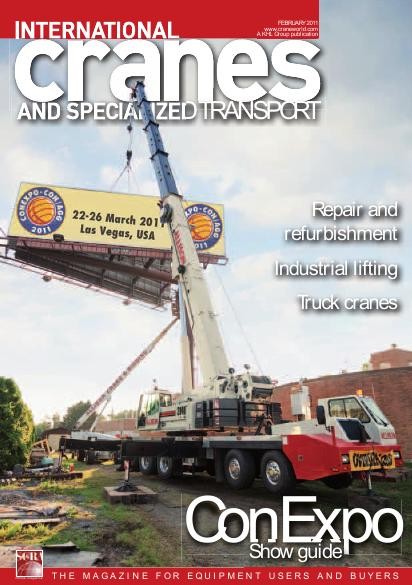 INTERNATIONAL
FEBRUARY 2011
www.cranesworld.com
A KHL Group publication
cranes
AND SPECIALIZED TRANSPORT
CONEXPO-CON/AGG
2011
22-26 March 2011
Las Vegas, USA
Repair and
refurbishment
Industrial lifting
Truck cranes
ConExpo
Show guide
SC&RA
THE MAGAZINE FOR EQUIPMENT USERS AND BUYERS